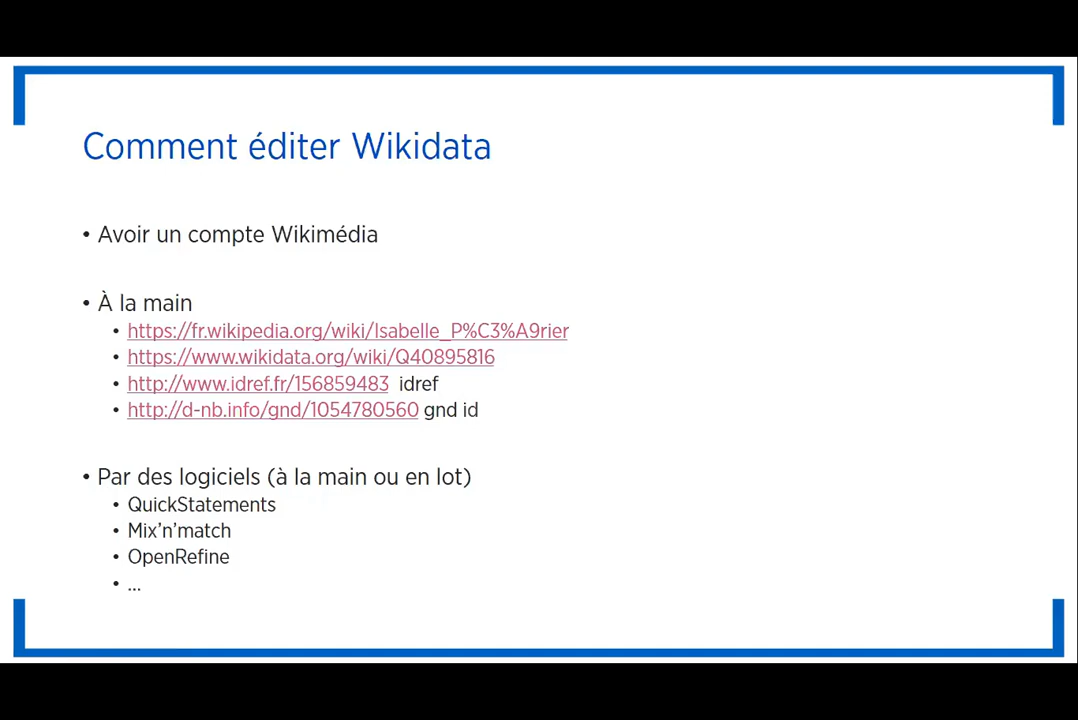 Comment éditer Wikidata
• Avoir un compte Wikimédia
• À la main
• https://fr.wikipedia.org/wiki/Isabelle_P%C3%A9rier
• https://www.wikidata.org/wiki/Q40895816
• http://www.idref.fr/156859483 idref
• http://d-nb.info/gnd/1054780560 gnd id
• Par des logiciels (à la main ou en lot)
• QuickStatements
• Mix’n’match
• OpenRefine
• ...